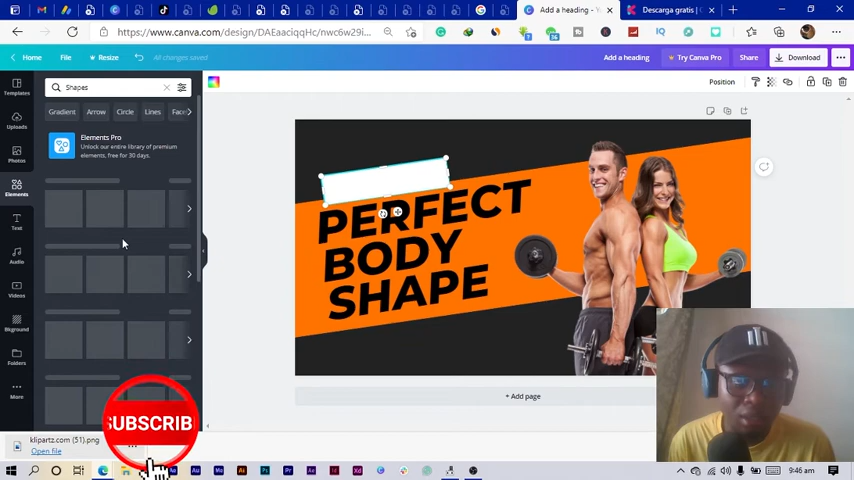 Add a heading - Yo
Descarga gratis |
https://www.canva.com/design/DAEaaciqqHc/nwc6w29i...
Home
File
Resize
All changes saved
Add a heading
Try Canva Pro
Share
Download
Templates
Shapes
Position
Gradient
Arrow
Circle
Lines
Face
Uploads
Elements Pro
Unlock our entire library of premium
elements, free for 30 days.
Photos
Elements
Text
Audio
Videos
Bkground
Folders
More
PERFECT
BODY
SHAPE
+ Add page
SUBSCRIB
klipartz.com (51).png
Open file
9:46 am